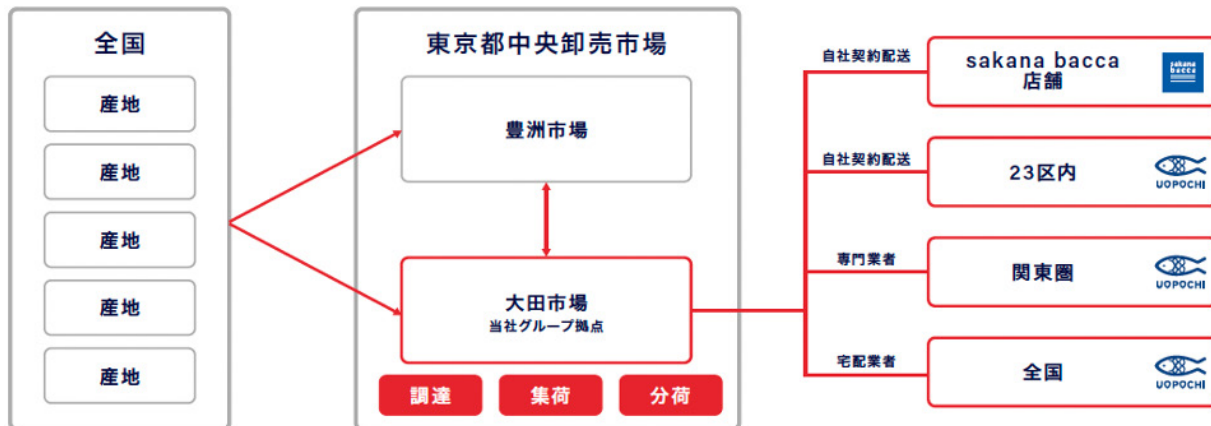 全国
産地
産地
産地
産地
産地
東京都中央卸売市場
豊洲市場
大田市場
当社グループ拠点
調達
集荷
分荷
自社契約配送
sakana bacca
店舗
sakana
bacca
自社契約配送
23区内
UOPOCHI
専門業者
関東圏
UOPOCHI
宅配業者
全国
UOPOCHI